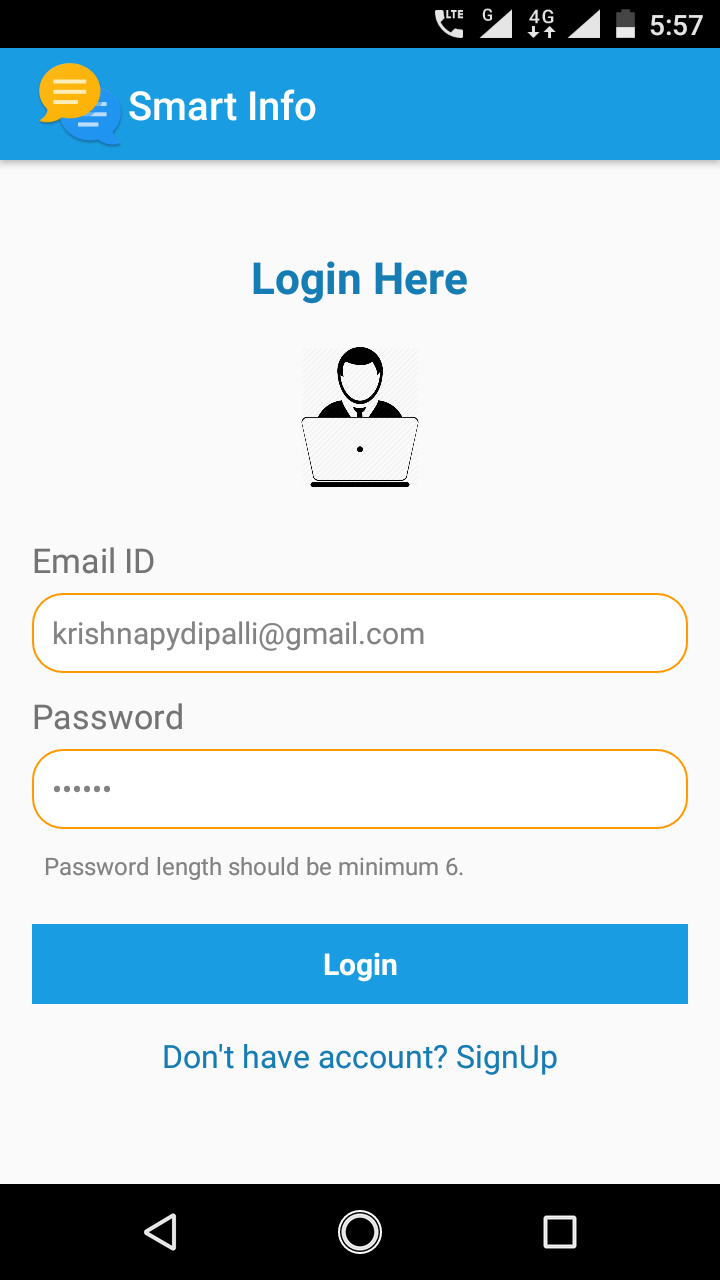 LTE G 4G 5:57
Smart Info
Login Here
Email ID
krishnapydipalli@gmail.com
Password
••••••
Password length should be minimum 6.
Login
Don't have account? SignUp